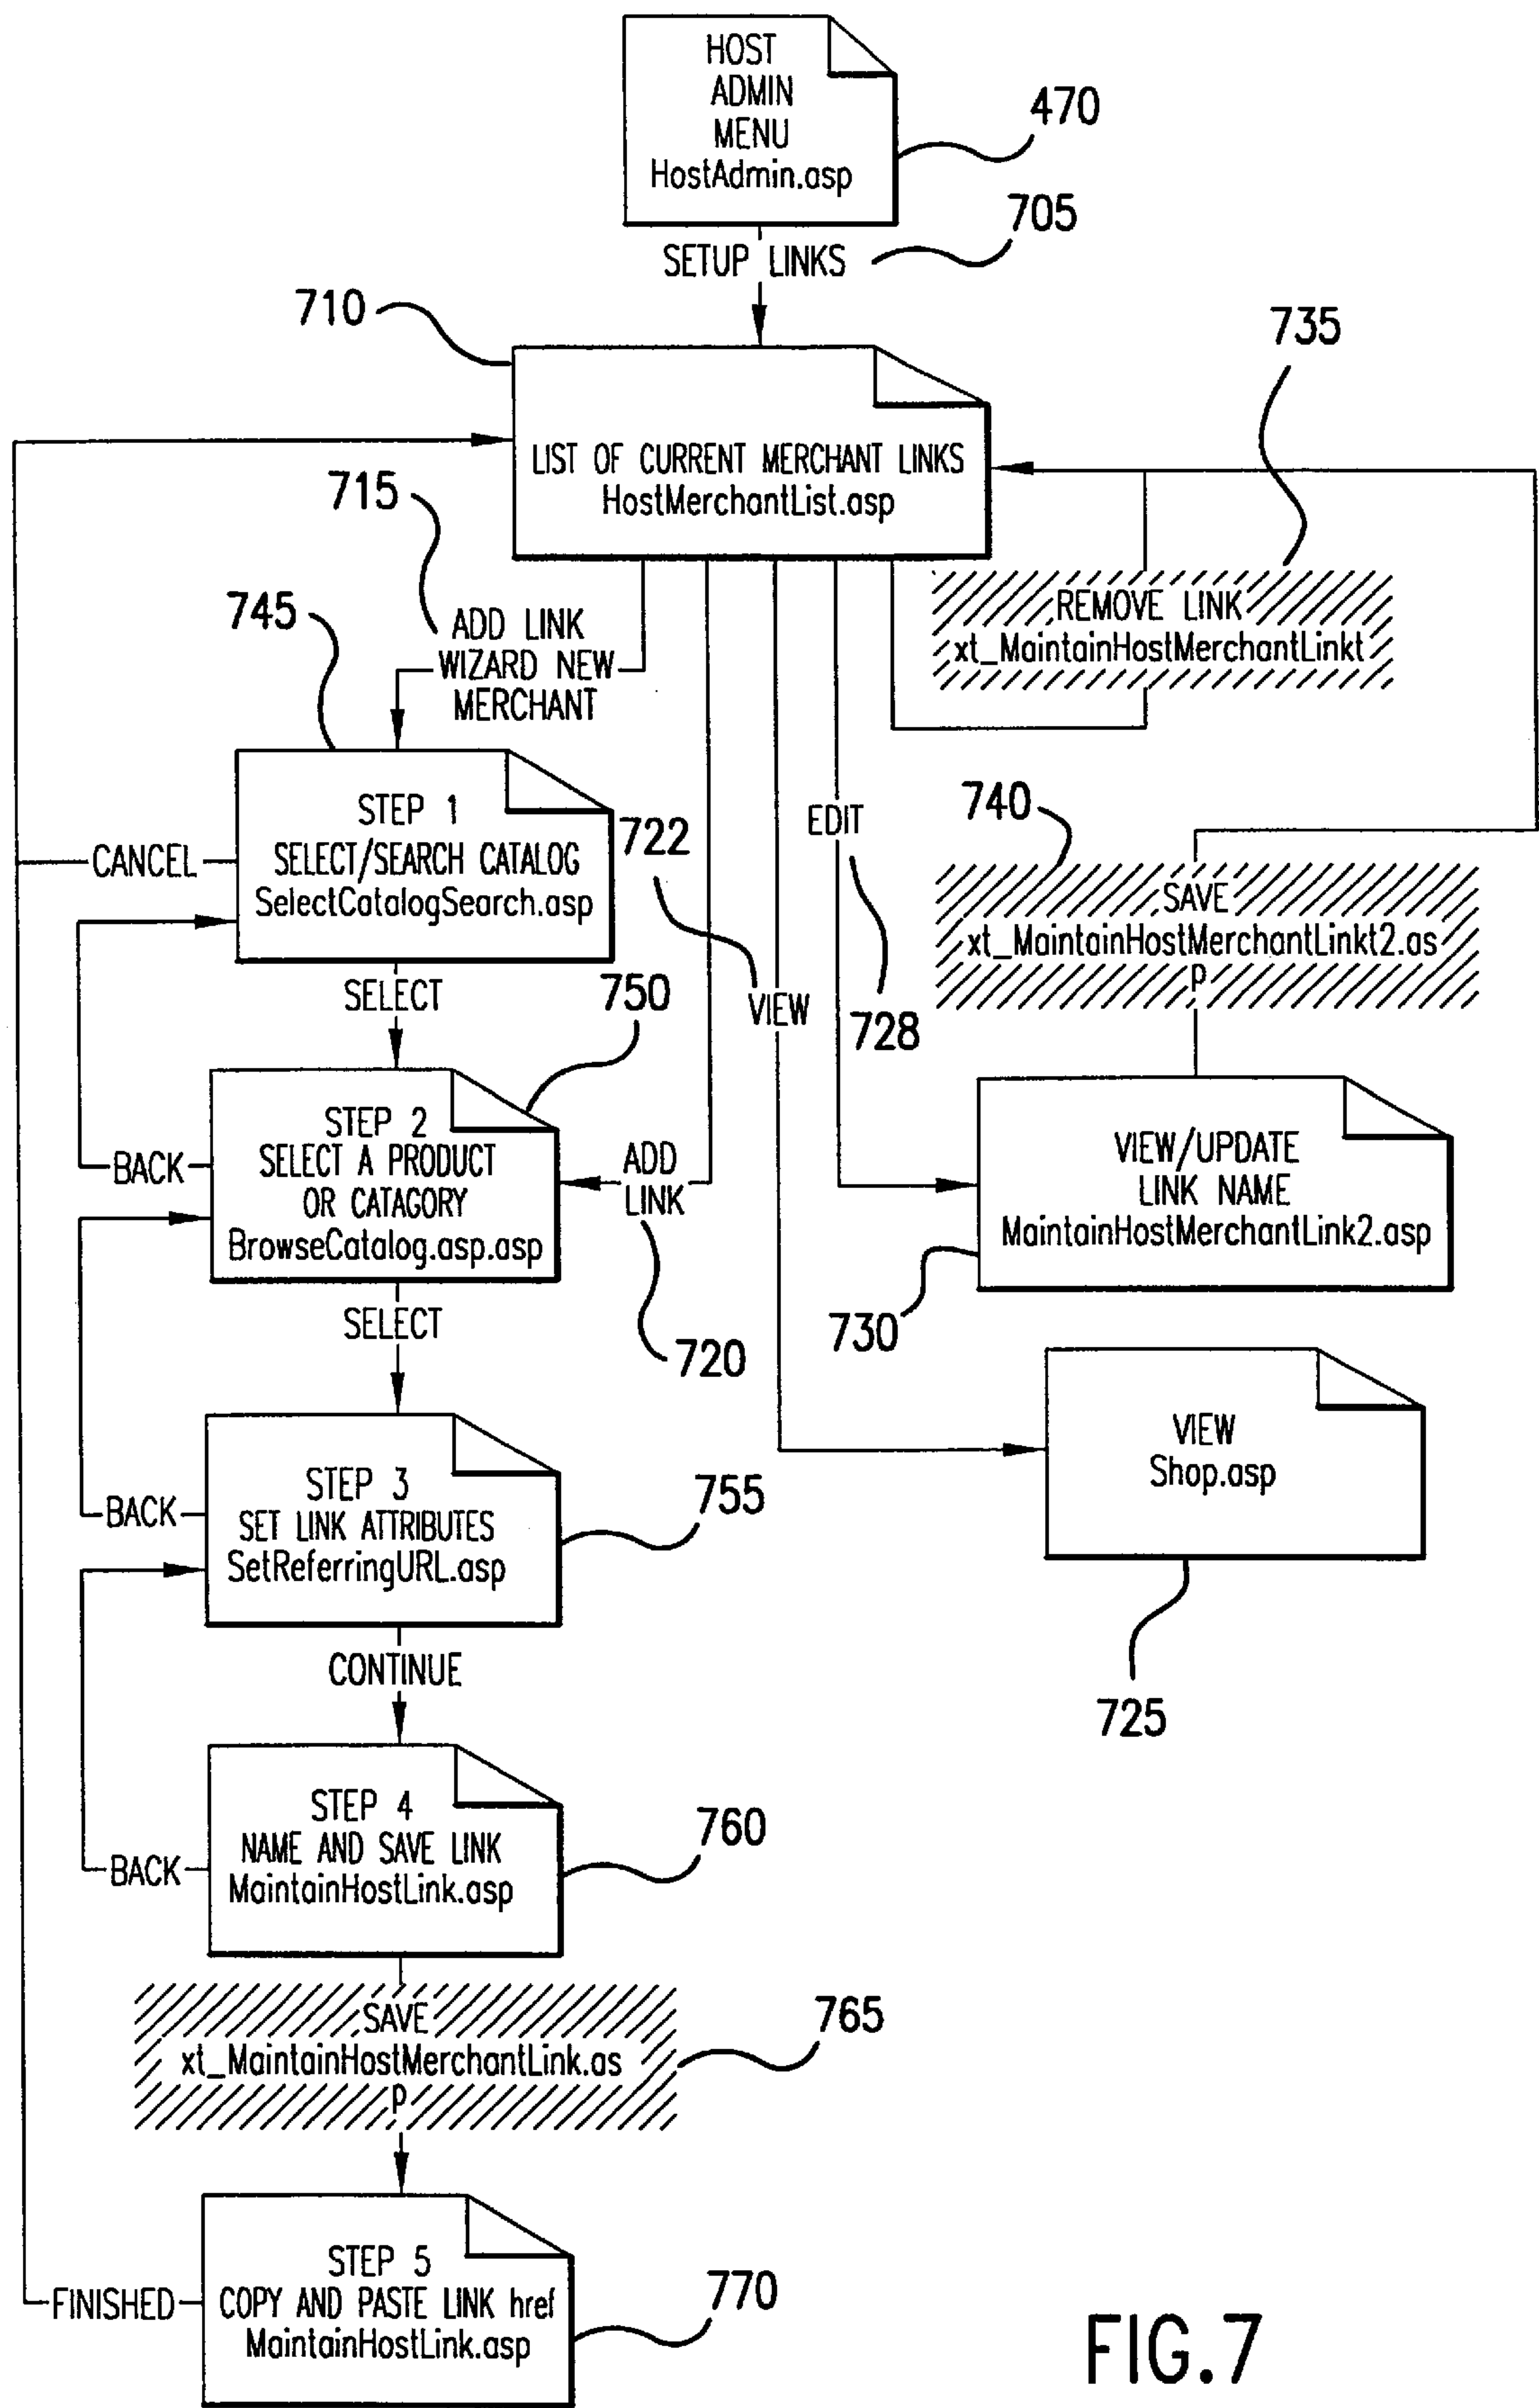 HOST
ADMIN
MENU
HostAdmin.asp
470
SETUP LINKS
705
710
735
LIST OF CURRENT MERCHANT LINKS
HostMerchantList.asp
715
REMOVE LINK
xt_MaintainHostMerchantLinkt
745
ADD LINK
WIZARD NEW
MERCHANT
STEP 1
SELECT/SEARCH CATALOG
SelectCatalogSearch.asp
CANCEL
722
EDIT
740
SAVE
xt_MaintainHostMerchantLinkt2.as
p
SELECT
750
VIEW
728
STEP 2
SELECT A PRODUCT
OR CATAGORY
BrowseCatalog.asp.asp
BACK
ADD
LINK
VIEW/UPDATE
LINK NAME
MaintainHostMerchantLink2.asp
SELECT
720
730
STEP 3
SET LINK ATTRIBUTES
SetReferringURL.asp
BACK
755
VIEW
Shop.asp
CONTINUE
725
STEP 4
NAME AND SAVE LINK
MaintainHostLink.asp
BACK
760
SAVE
xt_MaintainHostMerchantLink.as
p
765
STEP 5
COPY AND PASTE LINK href
MaintainHostLink.asp
FINISHED
770
FIG.7